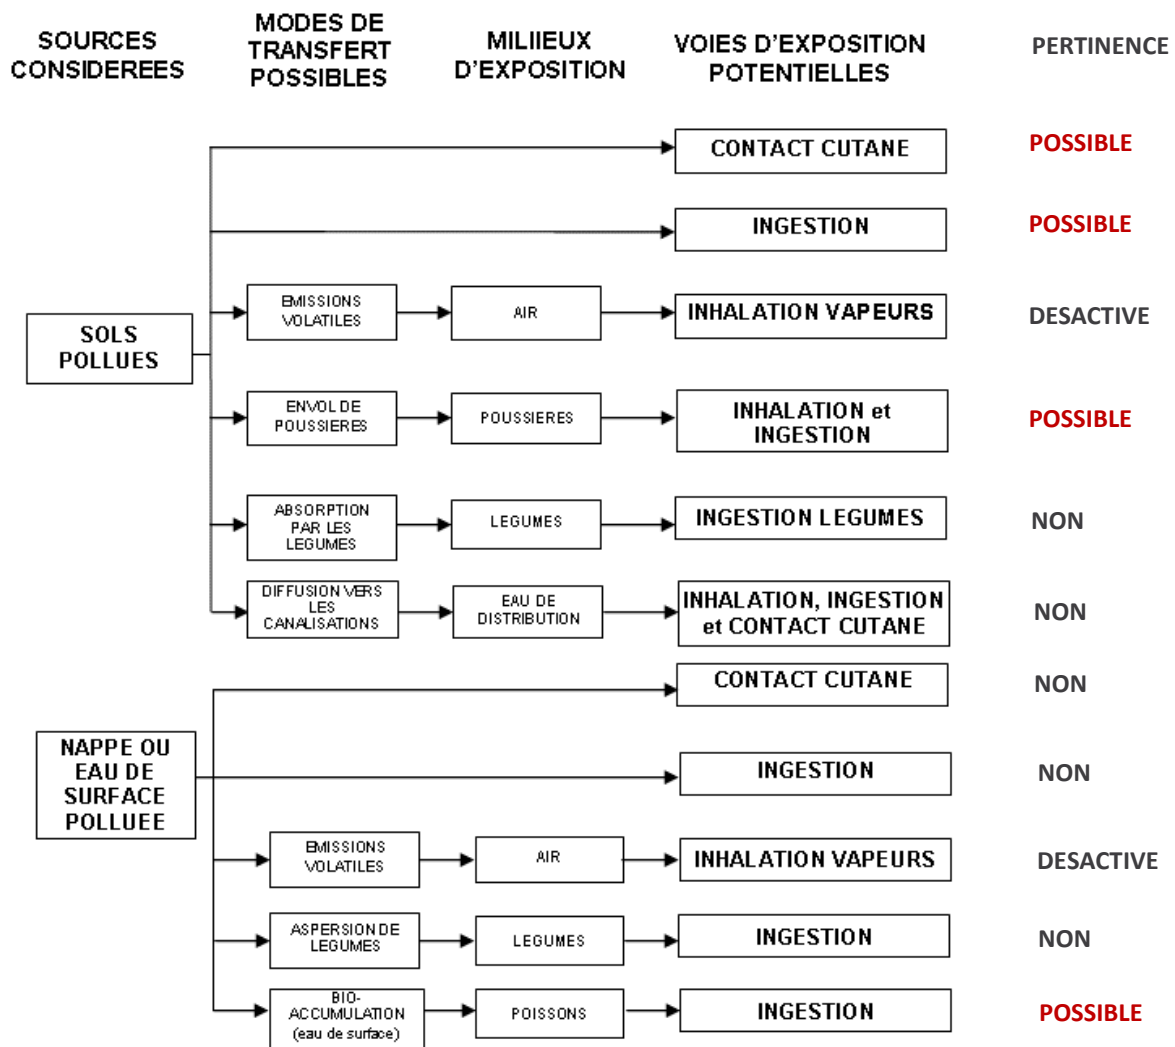 SOURCES
CONSIDEREES
MODES DE
TRANSFERT
POSSIBLES
MILIIEUX
D'EXPOSITION
VOIES D'EXPOSITION
POTENTIELLES
PERTINENCE
SOLS
POLLUES
CONTACT CUTANE
POSSIBLE
INGESTION
POSSIBLE
EMISSIONS
VOLATILES
AIR
INHALATION VAPEURS
DESACTIVE
ENVOL DE
POUSSIERES
POUSSIERES
INHALATION et
INGESTION
POSSIBLE
ABSORPTION
PAR LES
LEGUMES
LEGUMES
INGESTION LEGUMES
NON
DIFFUSION VERS
LES
CANALISATIONS
EAU DE
DISTRIBUTION
INHALATION, INGESTION
et CONTACT CUTANE
NON
NAPPE OU
EAU DE
SURFACE
POLLUEE
CONTACT CUTANE
NON
INGESTION
NON
EMISSIONS
VOLATILES
AIR
INHALATION VAPEURS
DESACTIVE
ASPERSION DE
LEGUMES
LEGUMES
INGESTION
NON
BIO-
ACCUMULATION
(eau de surface)
POISSONS
INGESTION
POSSIBLE